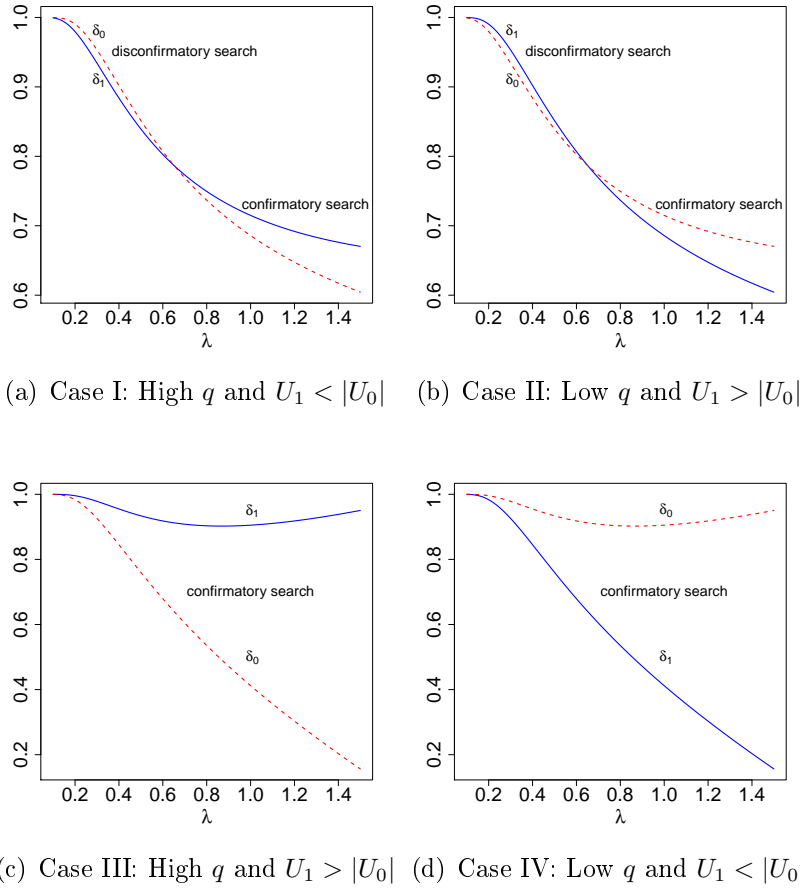 1.0
0.9
0.8
0.7
0.6
δ0
disconfirmatory search
δ1
confirmatory search
0.2 0.4 0.6 0.8 1.0 1.2 1.4
λ
(a) Case I: High q and U1 < |U0|
1.0
0.9
0.8
0.7
0.6
δ1
disconfirmatory search
δ0
confirmatory search
0.2 0.4 0.6 0.8 1.0 1.2 1.4
λ
(b) Case II: Low q and U1 > |U0|
1.0
0.8
0.6
0.4
0.2
δ1
confirmatory search
δ0
0.2 0.4 0.6 0.8 1.0 1.2 1.4
λ
(c) Case III: High q and U1 > |U0|
1.0
0.8
0.6
0.4
0.2
δ0
confirmatory search
δ1
0.2 0.4 0.6 0.8 1.0 1.2 1.4
λ
(d) Case IV: Low q and U1 < |U0